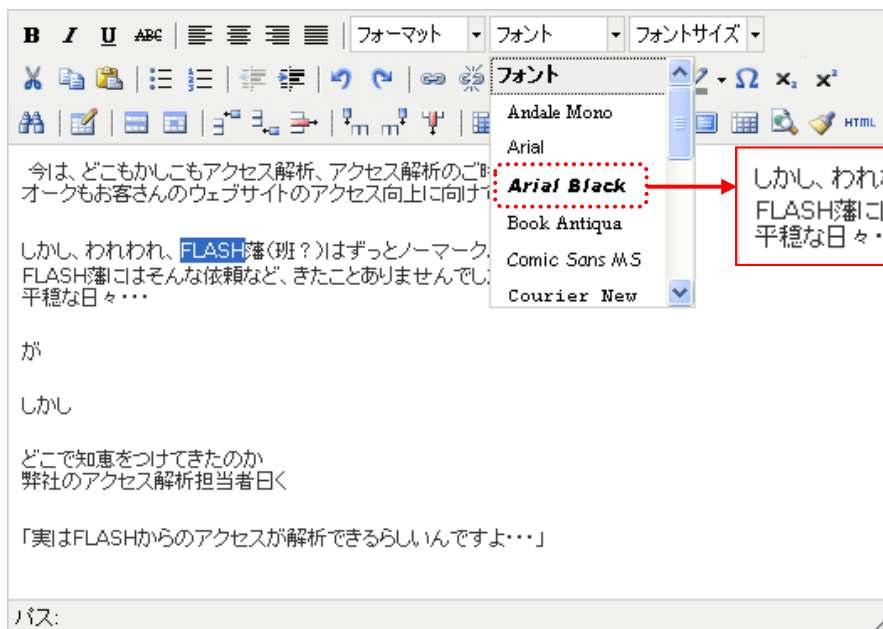 B I U ABC フォーマット フォント フォントサイズ
フォント
Andale Mono
Arial
Arial Black
Book Antiqua
Comic Sans MS
Courier New
HTML
今は、どこもかしこもアクセス解析、アクセス解析のご
オークもお客さんのウェブサイトのアクセス向上に向けて
しかし、われわれ、FLASH藩(班?)はずっとノーマーク
FLASH藩にはそんな依頼など、きたことありませんでし
平穏な日々・・・
が
しかし
どこで知恵をつけてきたのか
弊社のアクセス解析担当者曰く
「実はFLASHからのアクセスが解析できるらしいんですよ・・・」
しかし、われ
FLASH藩に
平穏な日々・
パス: